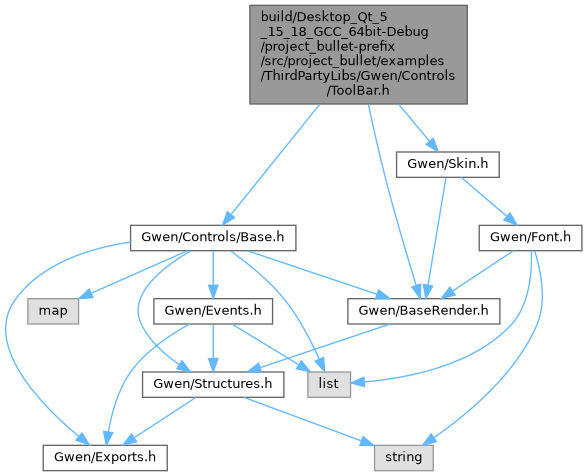 build/Desktop_Qt_5
_15_18_GCC_64bit-Debug
/project_bullet-prefix
/src/project_bullet/examples
/ThirdPartyLibs/Gwen/Controls
/ToolBar.h
Gwen/Skin.h
Gwen/Controls/Base.h
Gwen/Font.h
map
Gwen/Events.h
Gwen/BaseRender.h
Gwen/Structures.h
list
Gwen/Exports.h
string